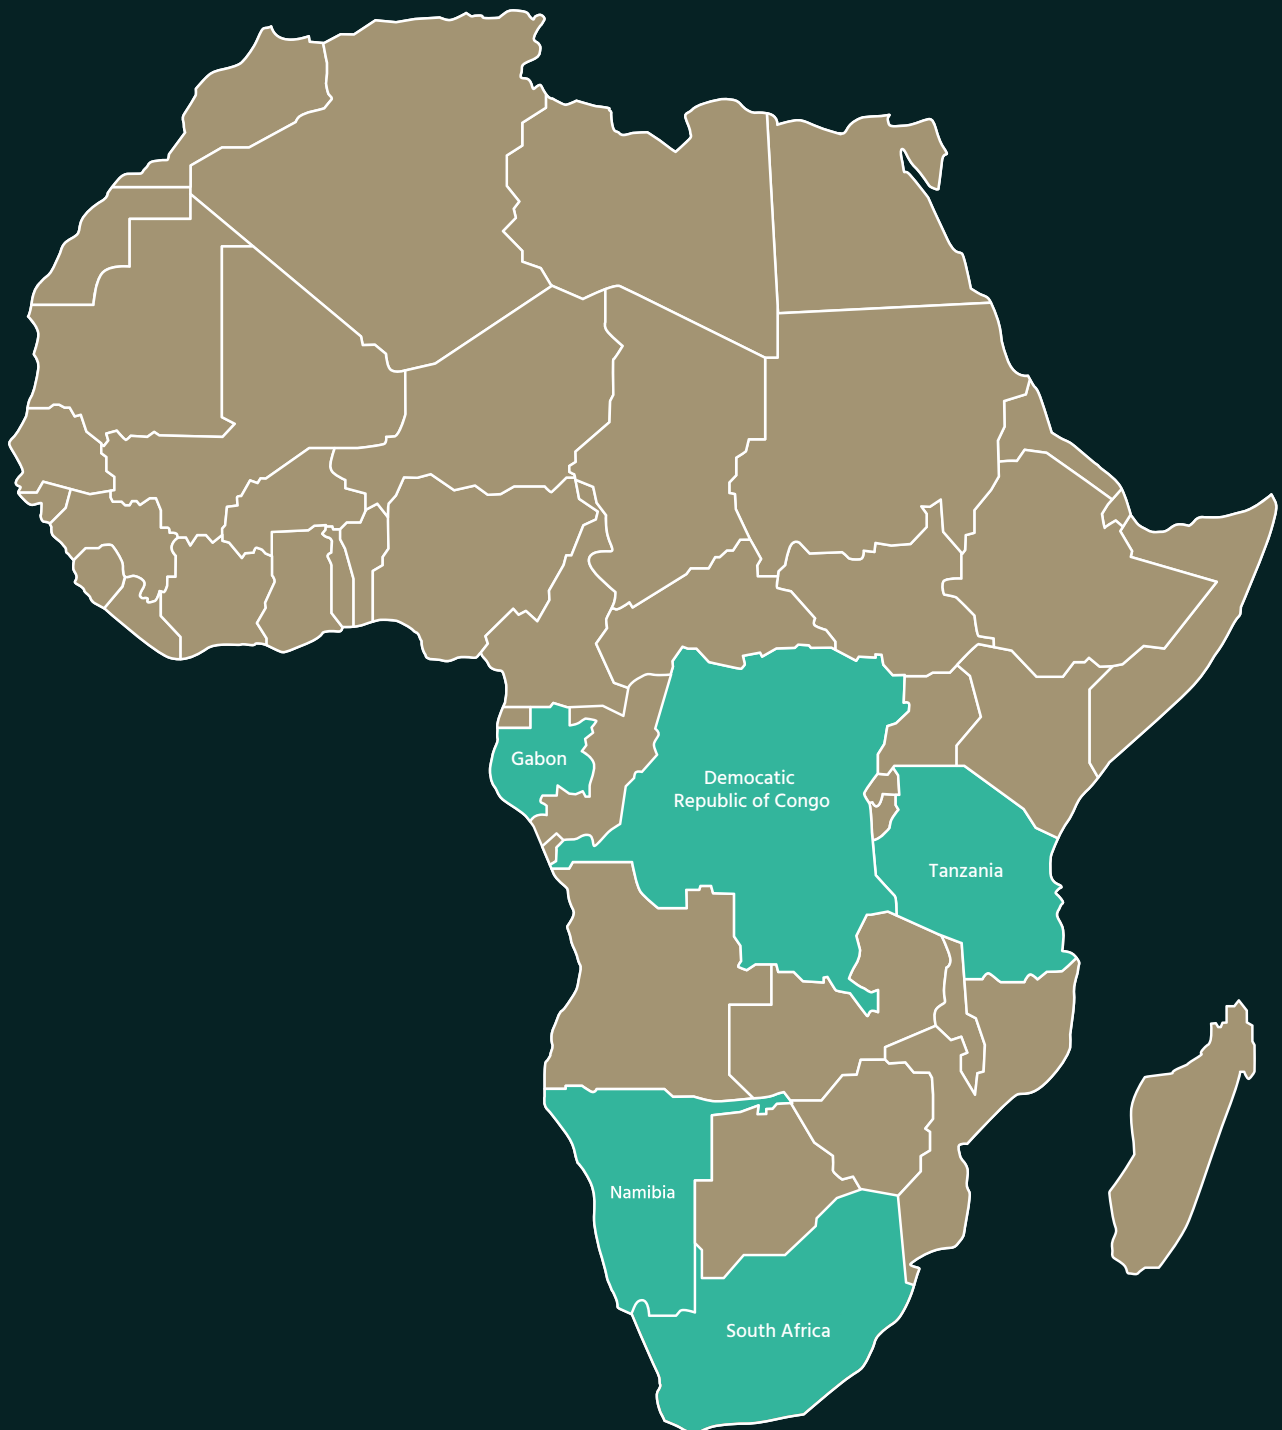 Gabon
Democatic
Republic of Congo
Tanzania
Namibia
South Africa